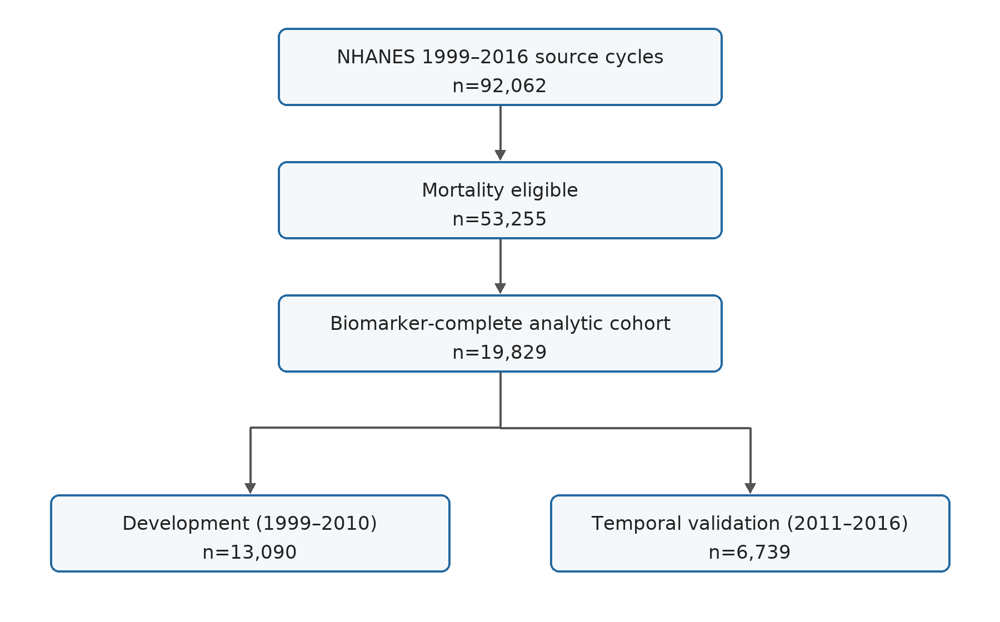 NHANES 1999–2016 source cycles
n=92,062
Mortality eligible
n=53,255
Biomarker-complete analytic cohort
n=19,829
Development (1999–2010)
n=13,090
Temporal validation (2011–2016)
n=6,739